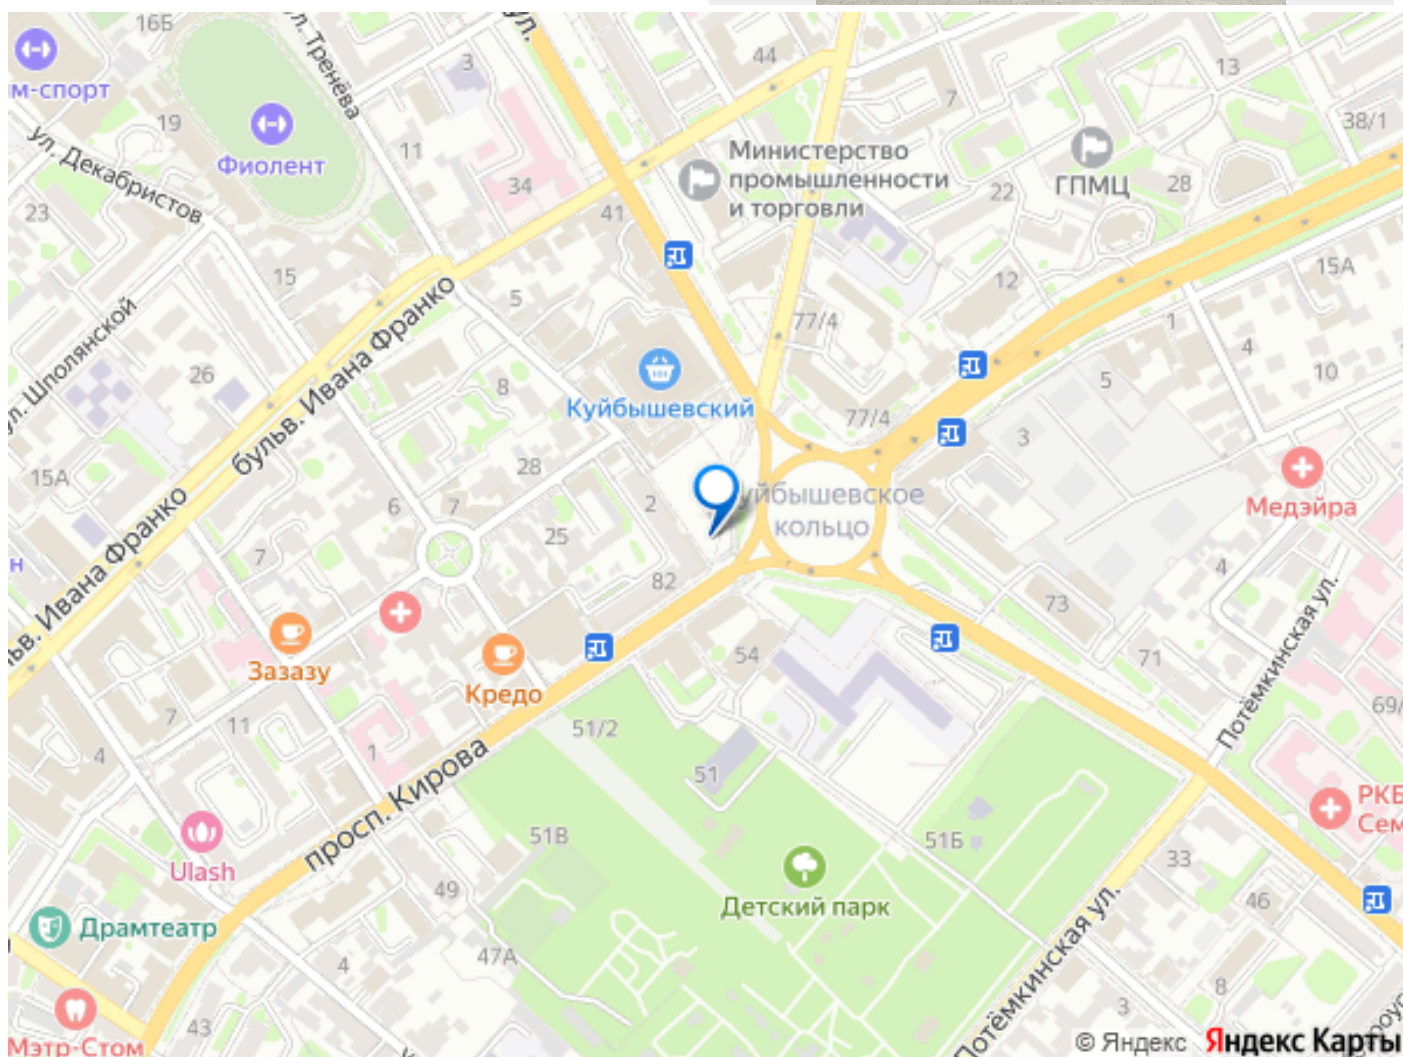 16Б
ул.
ул. Тренёва
44
3
13
м-спорт
7
38/1
19
ул. Декабристов
Фиолент
11
34
Министерство
промышленности
и торговли
ГПМЦ
28
22
23
41
15
5
12
15А
ул. Шполянской
бульв. Ивана Франко
77/4
1
4
26
8
10
5
Куйбышевский
77/4
3
15А
28
Медэйра
6
7
2
Куйбышевское
кольцо
25
7
н
бульв. Ивана Франко
82
4
73
Зазазу
54
71
Кредо
Потёмкинская ул.
7
11
51/2
69/
4
1
просп. Кирова
51
РКБ
Сем
51В
51Б
Ulash
33
49
Детский парк
46
Драмтеатр
47А
4
Потёмкинская ул.
8
3
43
Мэтр-Стом
© Яндекс Яндекс Карты